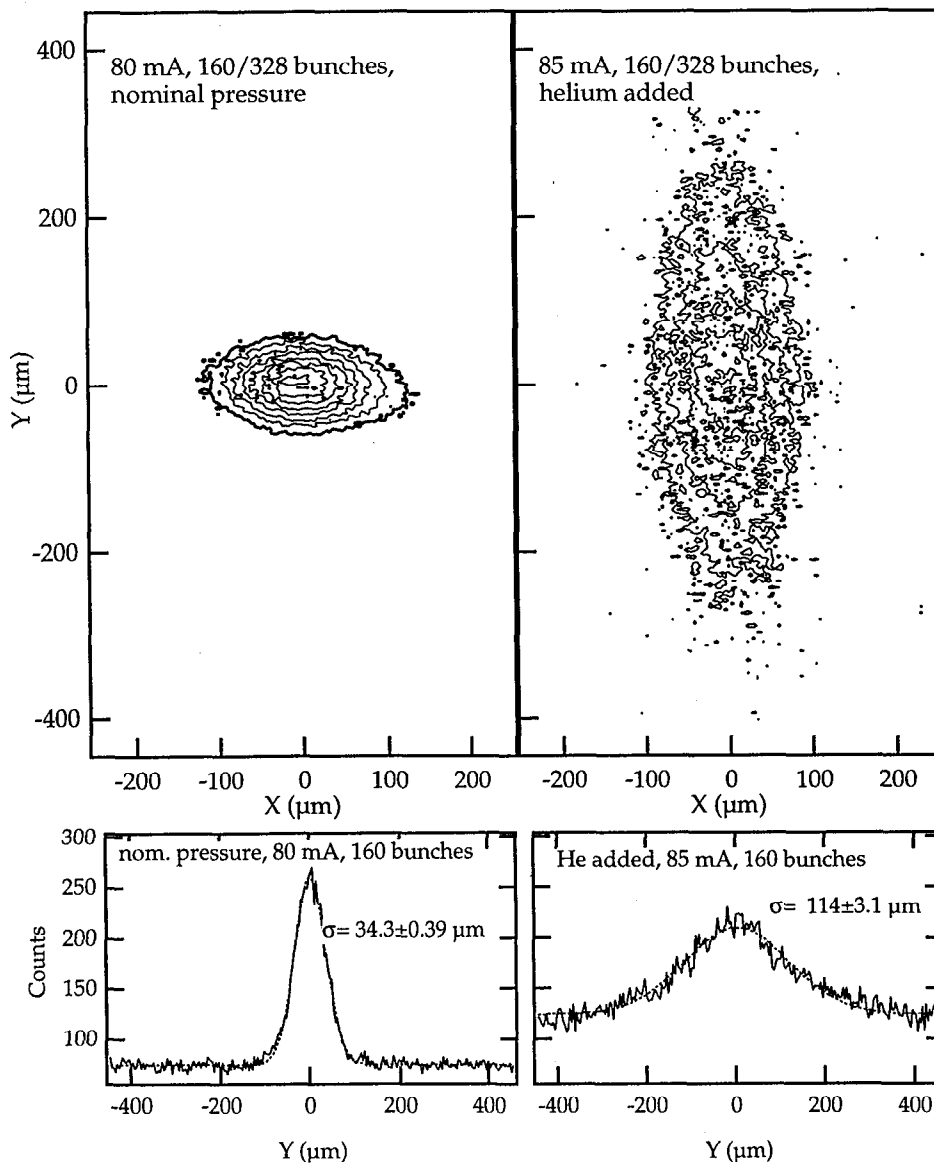 400
200
0
-200
-400
Y (µm)
80 mA, 160/328 bunches,
nominal pressure
85 mA, 160/328 bunches,
helium added
-200 -100 0 100 200
X (µm)
-200 -100 0 100 200
X (µm)
300
250
200
150
100
Counts
nom. pressure, 80 mA, 160 bunches
σ= 34.3±0.39 µm
-400 -200 0 200 400
Y (µm)
He added, 85 mA, 160 bunches
σ= 114±3.1 µm
-400 -200 0 200 400
Y (µm)